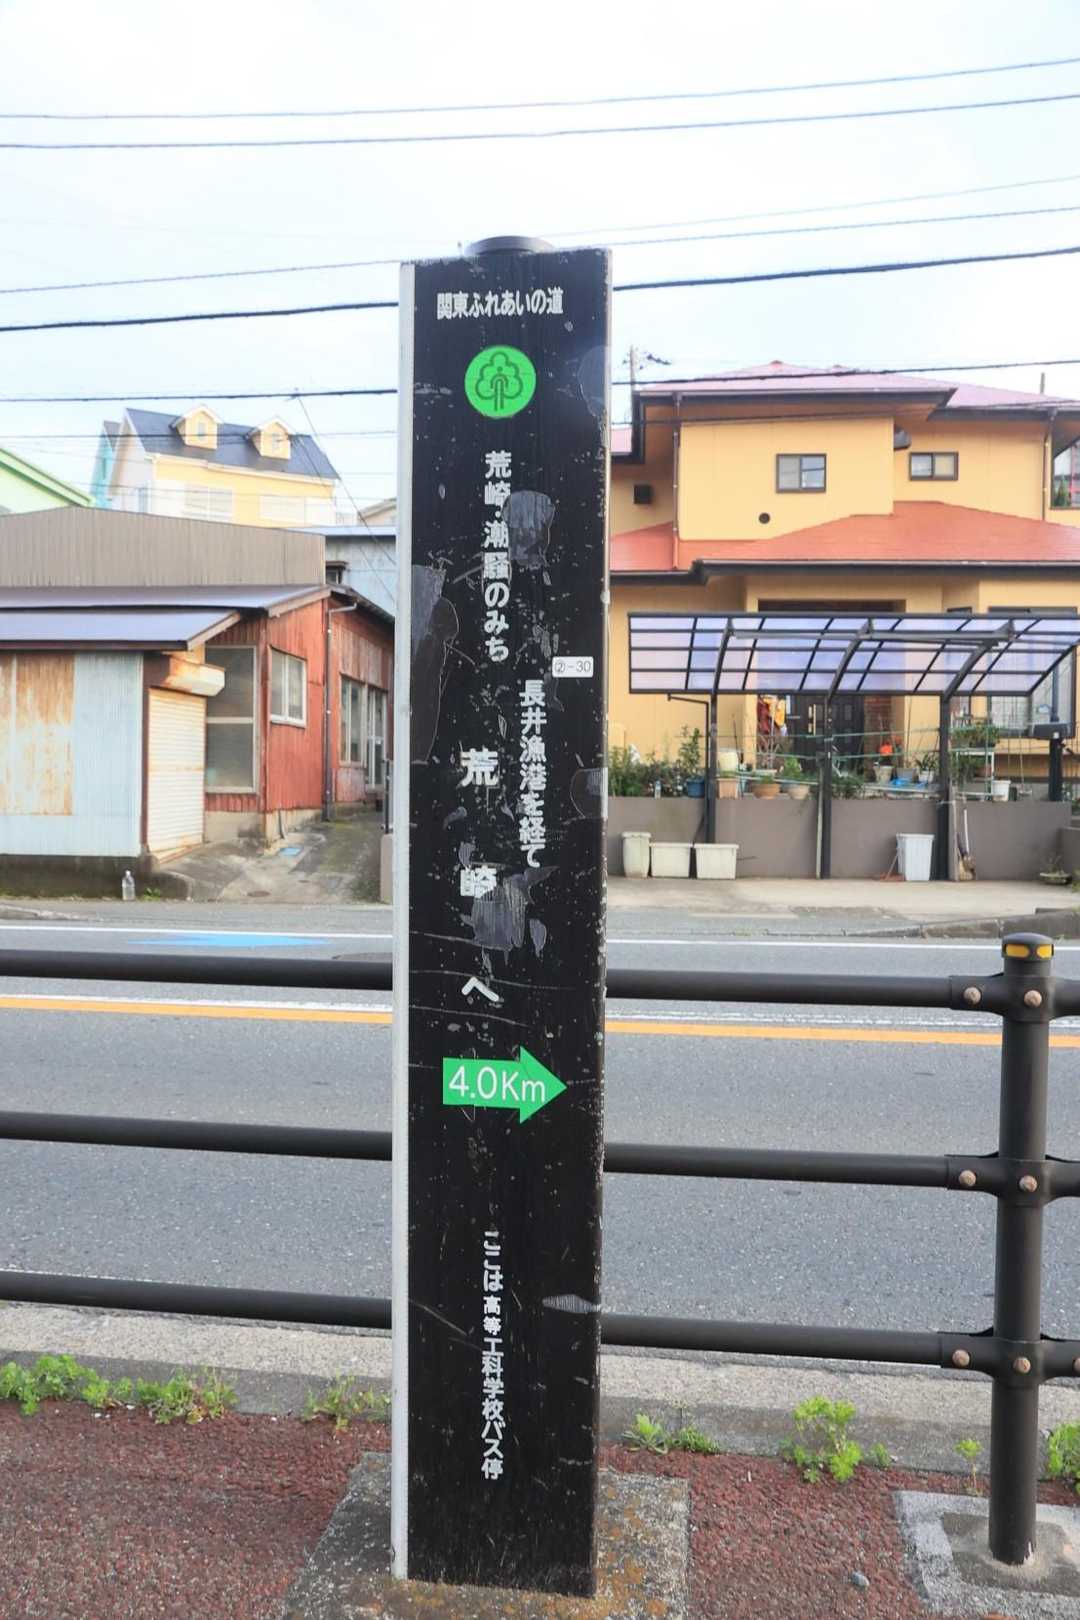 関東ふれあいの道
荒崎・潮騒のみち
②-30
長井漁港を経て
荒崎へ
4.0Km
ここは高等工科学校バス停